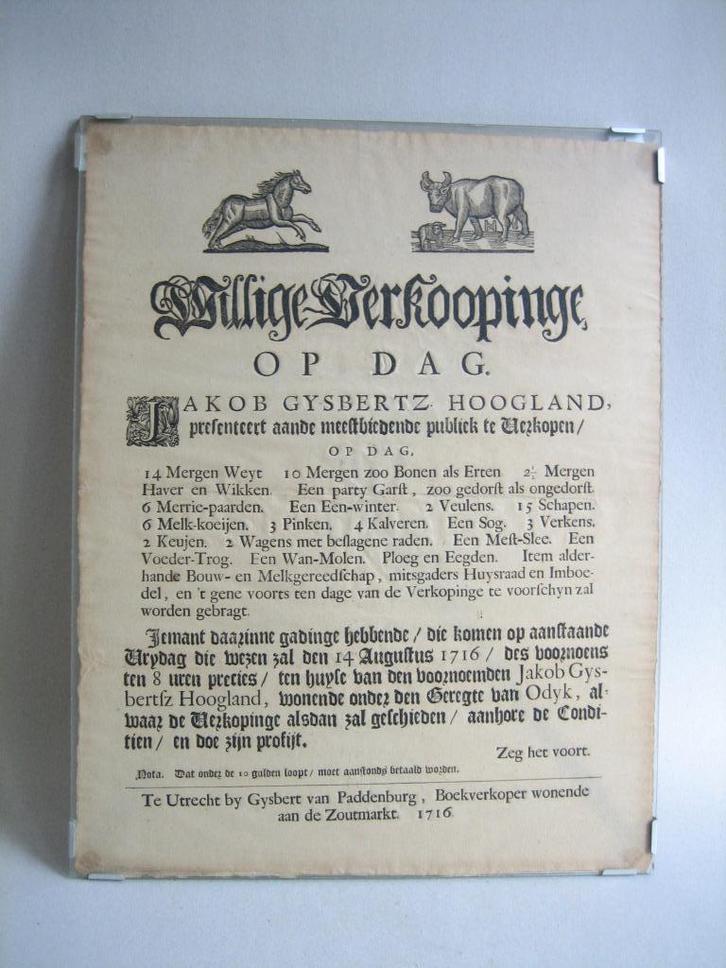 Willige Verkoopinge,
OP DAG.
JAKOB GYSBERTZ. HOOGLAND,
presenteert aande meestbiedende publiek te Verkopen /
OP DAG,
14 Mergen Weyt 10 Mergen zoo Bonen als Erten 2½ Mergen
Haver en Wikken. Een party Garst, zoo gedorst als ongedorst.
6 Merrie-paarden. Een Een-winter. 2 Veulens. 15 Schapen.
6 Melk-koeijen. 3 Pinken, 4 Kalveren. Een Sog. 3 Verkens.
2 Keujen. 2 Wagens met beslagene raden. Een Mest-Slee. Een
Voeder-Trog. Een Wan-Molen. Ploeg en Eegden. Item alder-
hande Bouw- en Melkgereedschap, mitsgaders Huysraad en Imboe-
del, en 't gene voorts ten dage van de Verkopinge te voorschyn zal
worden gebragt.
Iemant daarinne gadinge hebbende / die komen op aanstaande
Vrydag die wezen zal den 14 Augustus 1716 / des voornoens
ten 8 uren precies / ten huyse van den voornoemden Jakob Gys-
bertsz Hoogland, wonende onder den Geregte van Odyk, al-
waar de Verkopinge alsdan zal geschieden / aanhore de Condi-
tien / en doe zijn profijt.
Zeg het voort.
Nota. Dat onder de 10 gulden loopt / moet aanstonds betaald worden.
Te Utrecht by Gysbert van Paddenburg, Boekverkoper wonende
aan de Zoutmarkt. 1716